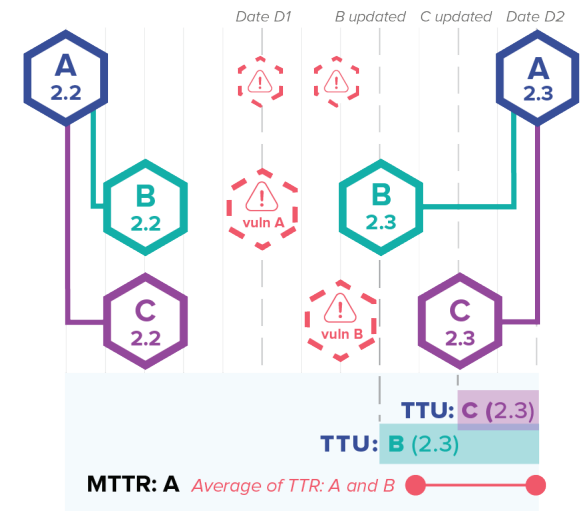 Date D1 B updated C updated Date D2
A
2.2
A
2.3
B
2.2
vuln A
B
2.3
C
2.2
vuln B
C
2.3
TTU: C (2.3)
TTU: B (2.3)
MTTR: A Average of TTR: A and B